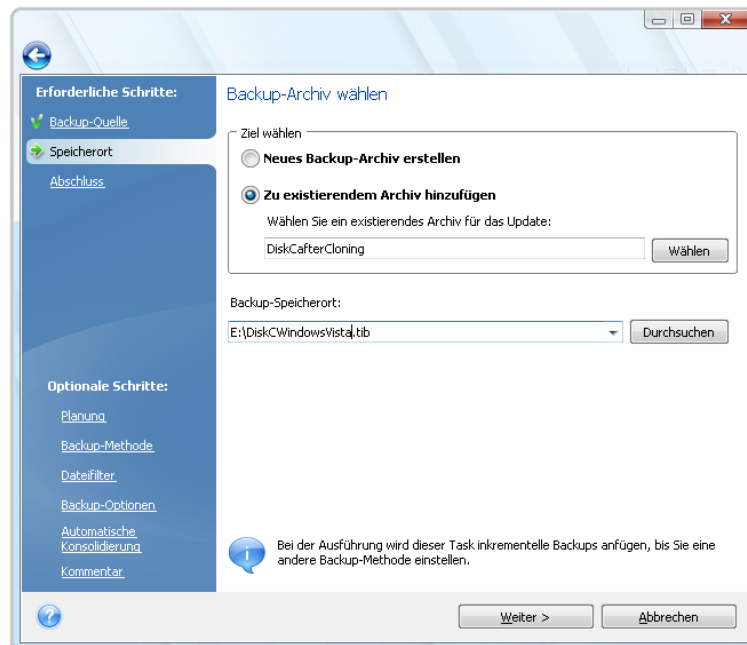 Erforderliche Schritte:
Backup-Quelle
Speicherort
Abschluss
Optionale Schritte:
Planung
Backup-Methode
Dateifilter
Backup-Optionen
Automatische
Konsolidierung
Kommentar
Backup-Archiv wählen
Ziel wählen
Neues Backup-Archiv erstellen
Zu existierendem Archiv hinzufügen
Wählen Sie ein existierendes Archiv für das Update:
DiskCafterCloning
Wählen
Backup-Speicherort:
E:\DiskCWindowsVista.tib
Durchsuchen
Bei der Ausführung wird dieser Task inkrementelle Backups anfügen, bis Sie eine
andere Backup-Methode einstellen.
Weiter >
Abbrechen